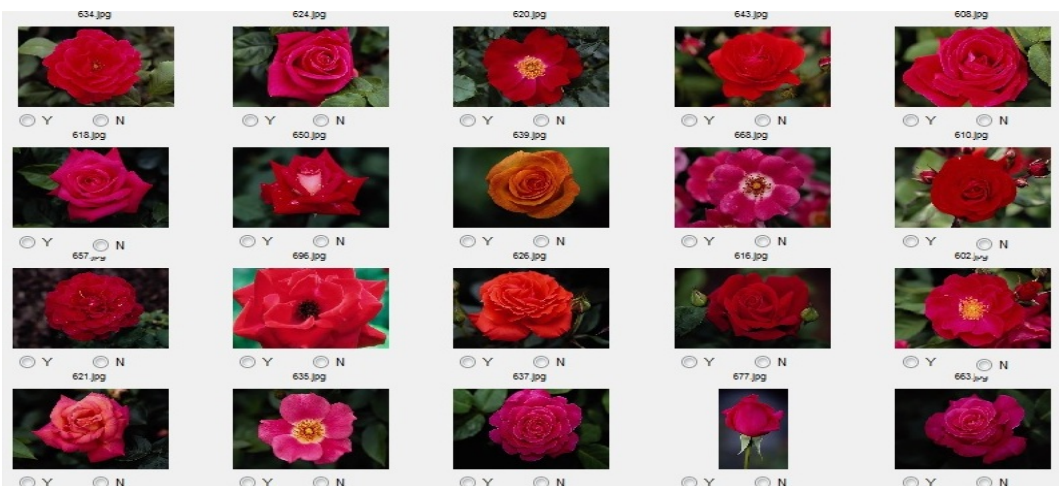 634.jpg 624.jpg 620.jpg 643.jpg 608.jpg
Y N Y N Y N Y N Y N
618.jpg 650.jpg 639.jpg 668.jpg 610.jpg
Y N Y N Y N Y N Y N
657.jpg 696.jpg 626.jpg 616.jpg 602.jpg
Y N Y N Y N Y N Y N
621.jpg 635.jpg 637.jpg 677.jpg 663.jpg
Y N Y N Y N Y N Y N